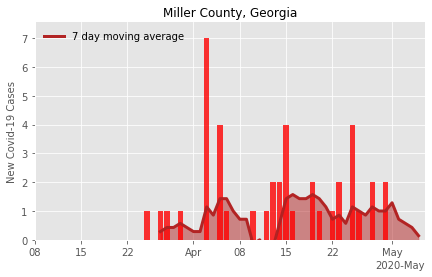 Miller County, Georgia
7 day moving average
New Covid-19 Cases
7
6
5
4
3
2
1
0
08 15 22 Apr 08 15 22 May
2020-May